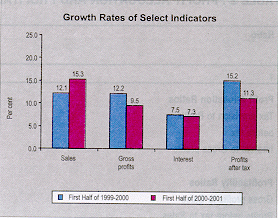 Growth Rates of Select Indicators
Per cent
25.0
20.0
15.0
10.0
5.0
0.0
12.1
15.3
12.2
9.5
7.5
7.3
15.2
11.3
Sales
Gross
profits
Interest
Profits
after tax
First Half of 1999-2000
First Half of 2000-2001